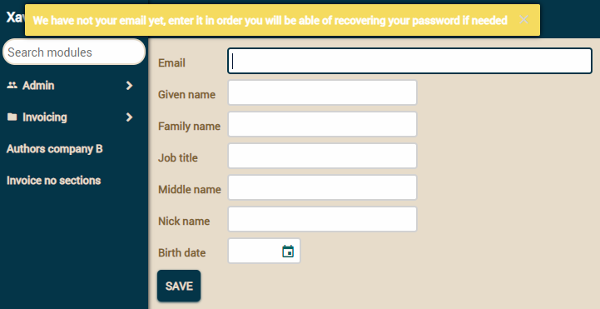 Xav
We have not your email yet, enter it in order you will be able of recovering your password if needed
Search modules
Admin
Invoicing
Authors company B
Invoice no sections
Email
Given name
Family name
Job title
Middle name
Nick name
Birth date
SAVE